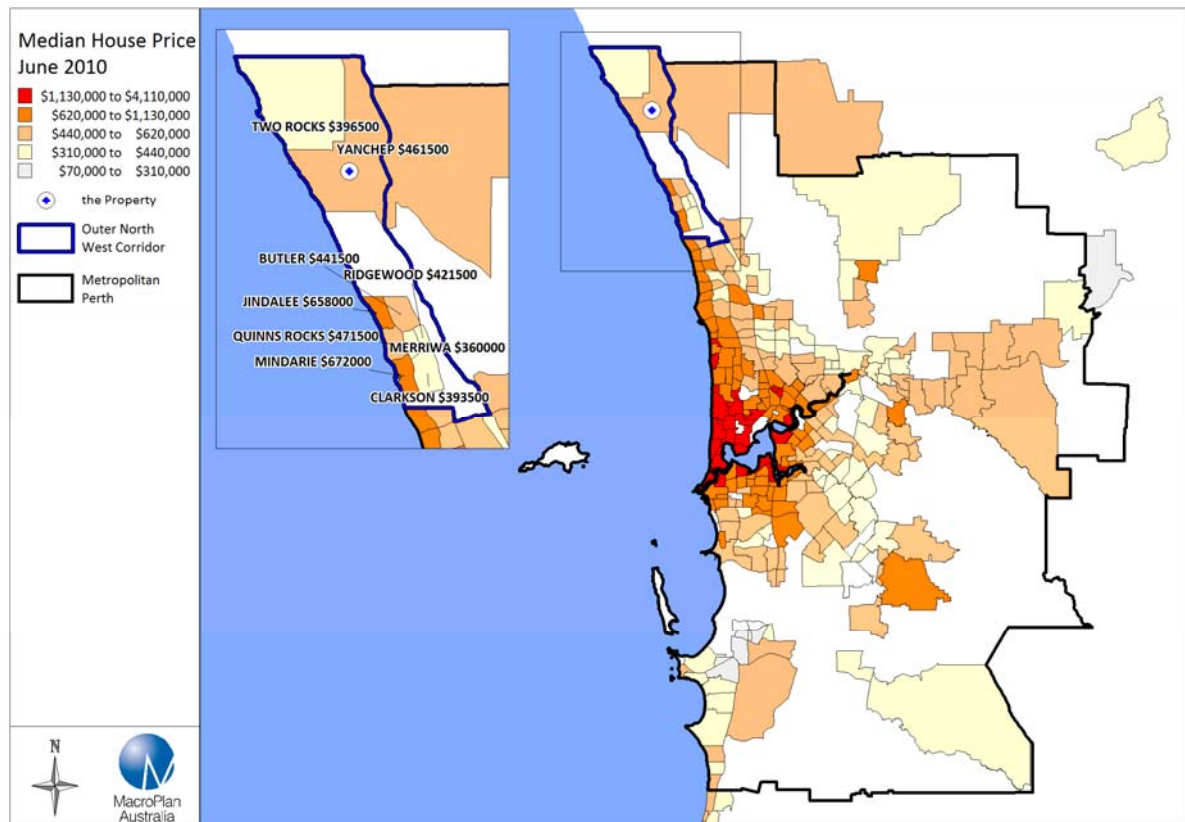 Median House Price
June 2010
$1,130,000 to $4,110,000
$620,000 to $1,130,000
$440,000 to $620,000
$310,000 to $440,000
$70,000 to $310,000
the Property
Outer North
West Corridor
Metropolitan
Perth
TWO ROCKS $396500
YANCHEP $461500
BUTLER $441500
RIDGEWOOD $421500
JINDALEE $658000
QUINNS ROCKS $471500
MERRIWA $360000
MINDARIE $672000
CLARKSON $393500
N
MacroPlan
Australia